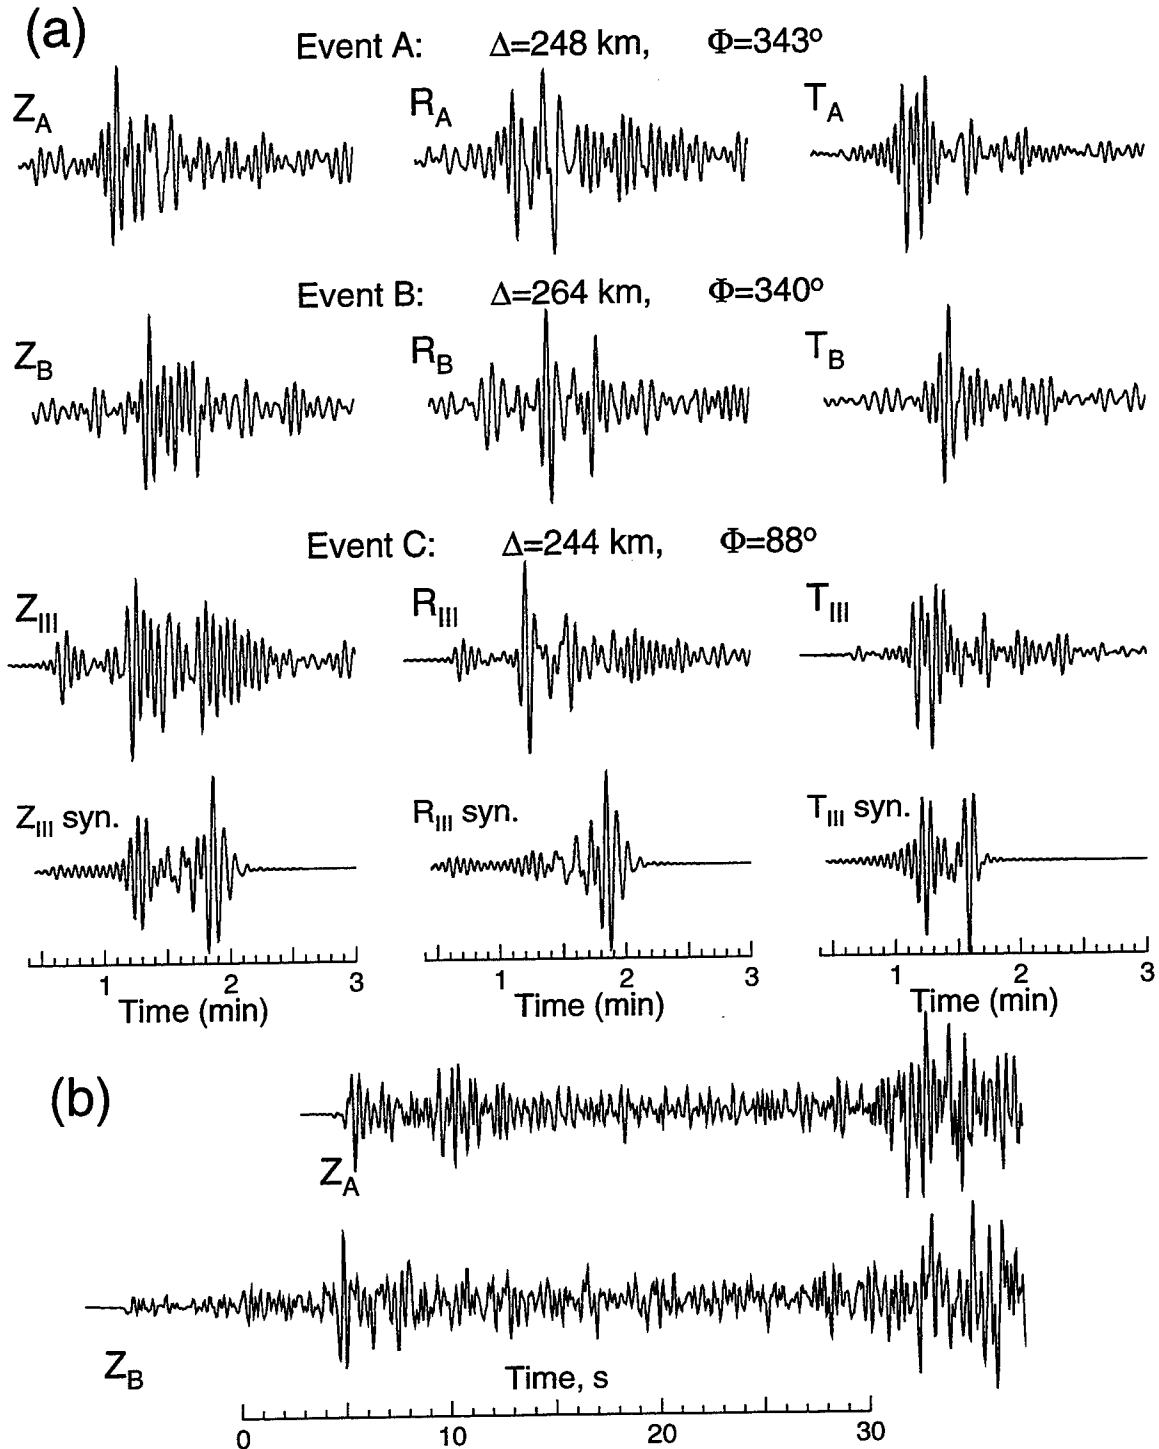 (a)
Event A: Δ=248 km, Φ=343°
Z_A R_A T_A
Event B: Δ=264 km, Φ=340°
Z_B R_B T_B
Event C: Δ=244 km, Φ=88°
Z_III R_III T_III
Z_III syn. R_III syn. T_III syn.
1 2 3 1 2 3 1 2 3
Time (min) Time (min) Time (min)
(b)
Z_A
Z_B
Time, s
0 10 20 30